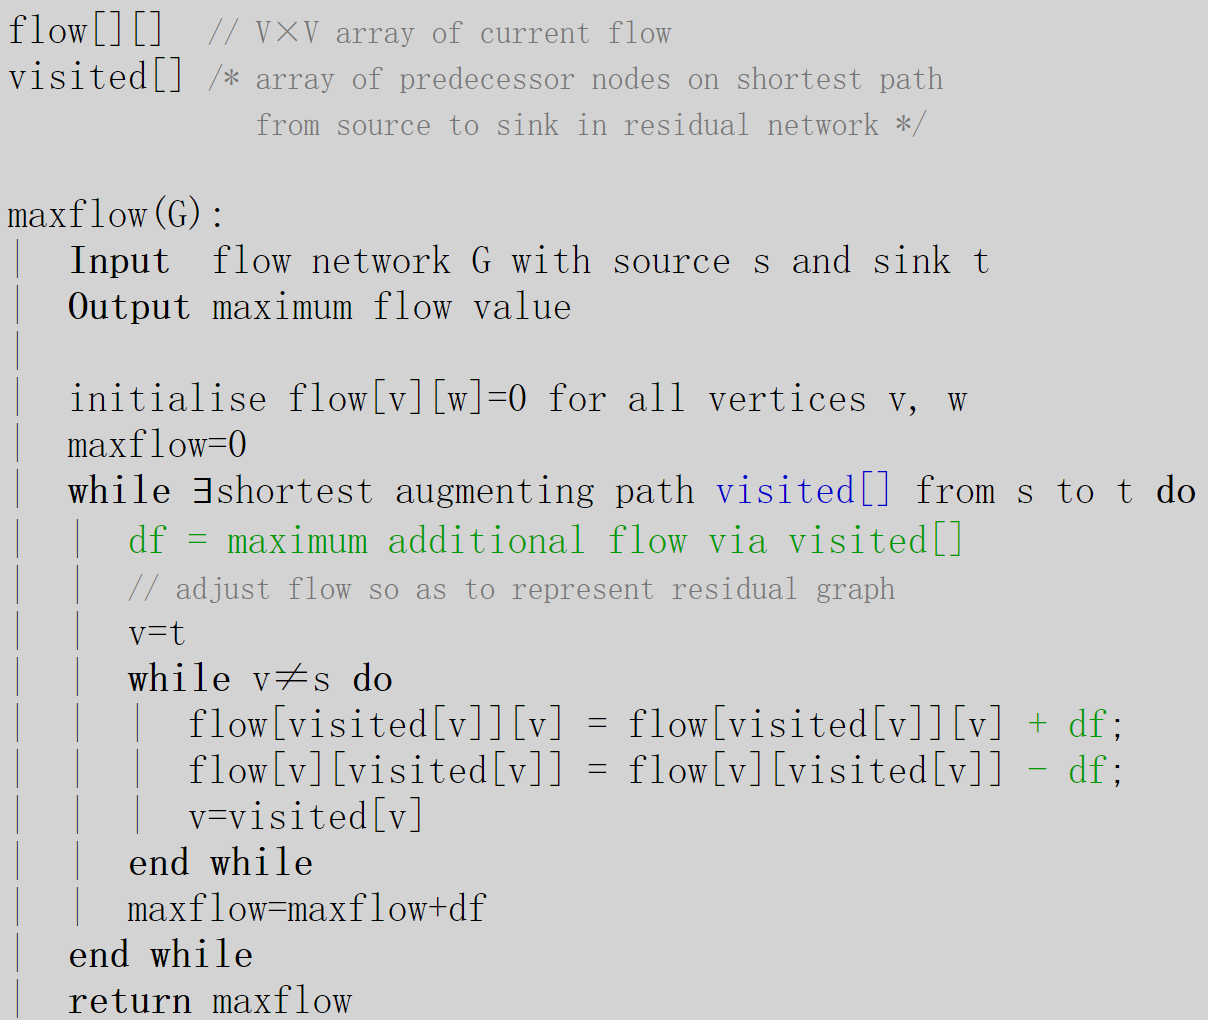 flow[][] // V×V array of current flow
visited[] /* array of predecessor nodes on shortest path
from source to sink in residual network */
maxflow(G):
| Input flow network G with source s and sink t
| Output maximum flow value
|
| initialise flow[v][w]=0 for all vertices v, w
| maxflow=0
| while ∃shortest augmenting path visited[] from s to t do
| | df = maximum additional flow via visited[]
| | // adjust flow so as to represent residual graph
| | v=t
| | while v≠s do
| | | flow[visited[v]][v] = flow[visited[v]][v] + df;
| | | flow[v][visited[v]] = flow[v][visited[v]] - df;
| | | v=visited[v]
| | end while
| | maxflow=maxflow+df
| end while
| return maxflow